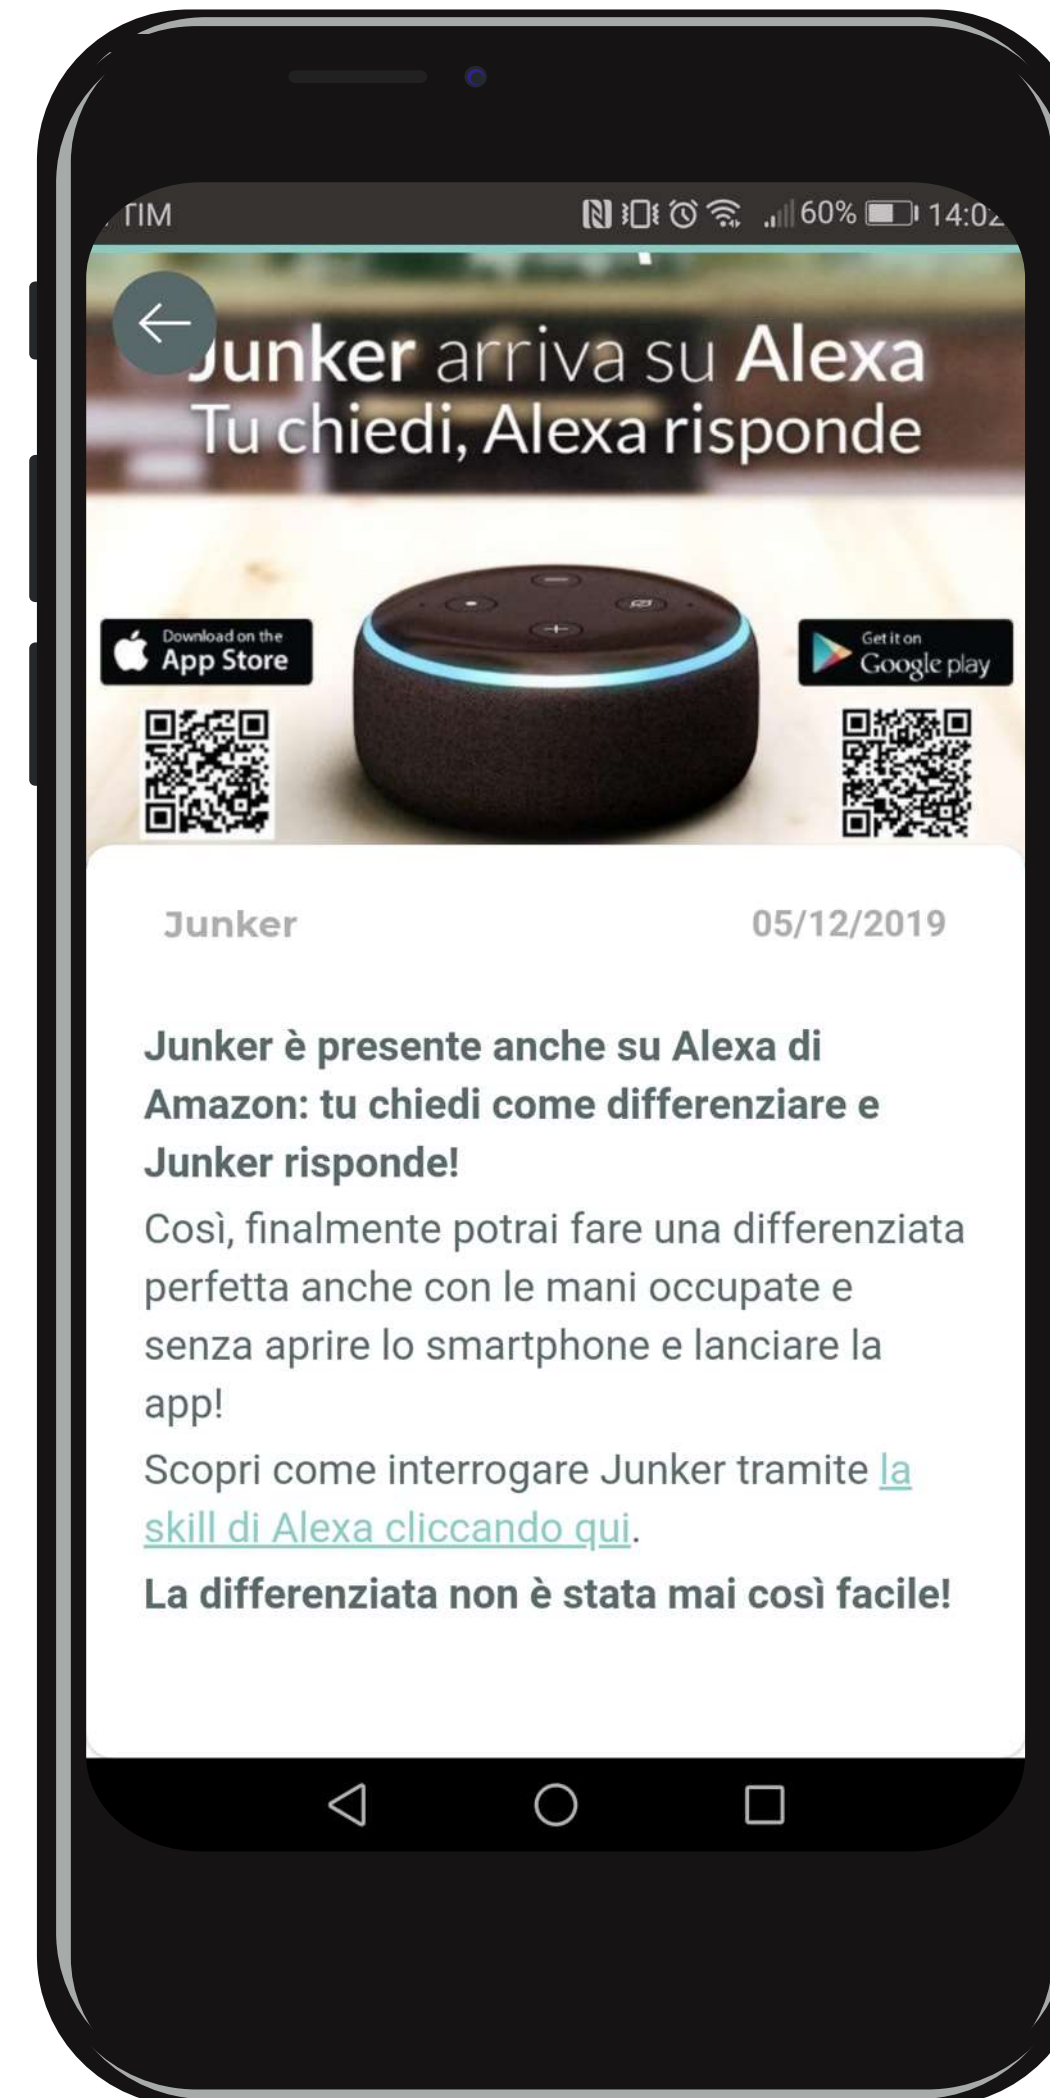 TIM
60%
14:02
Junker arriva su Alexa
Tu chiedi, Alexa risponde
Download on the
App Store
Get it on
Google play
Junker
05/12/2019
Junker è presente anche su Alexa di
Amazon: tu chiedi come differenziare e
Junker risponde!
Così, finalmente potrai fare una differenziata
perfetta anche con le mani occupate e
senza aprire lo smartphone e lanciare la
app!
Scopri come interrogare Junker tramite la
skill di Alexa cliccando qui.
La differenziata non è stata mai così facile!